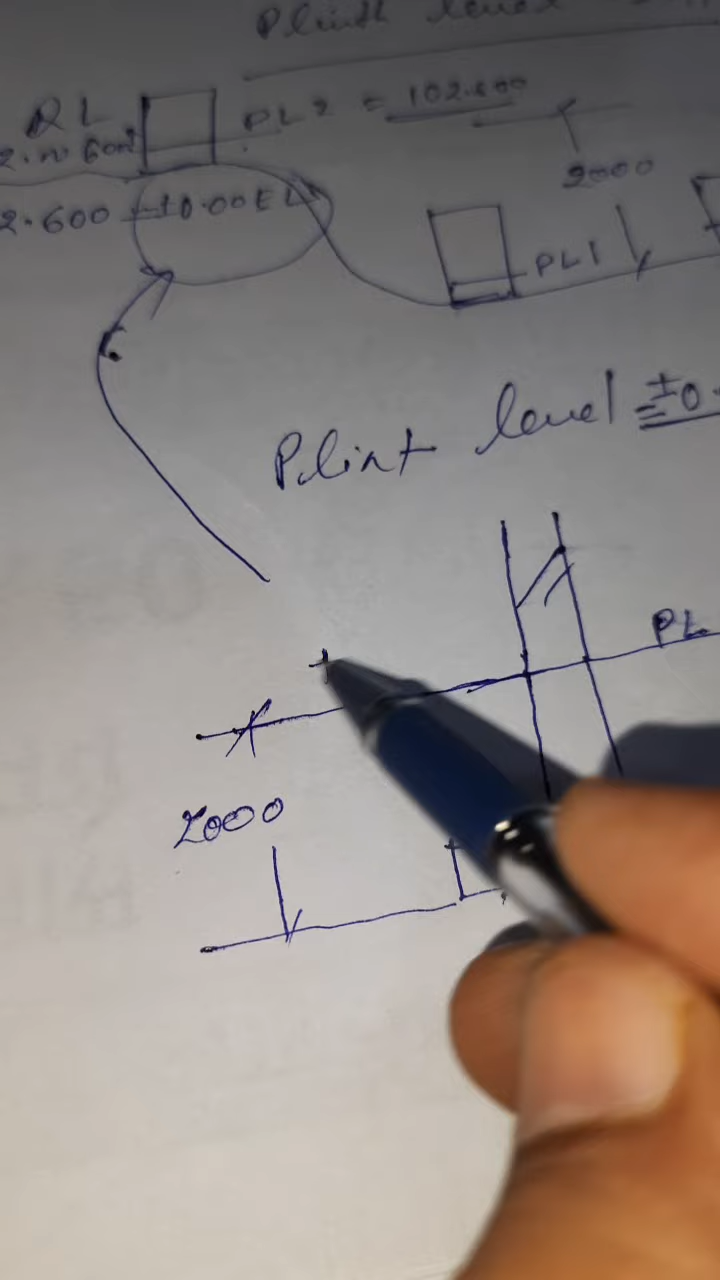 Plinth level
RL
PL2 = 102.600
2000
2.600 ±0.00 EL
PL1
Plint level ±0.
PL
2000